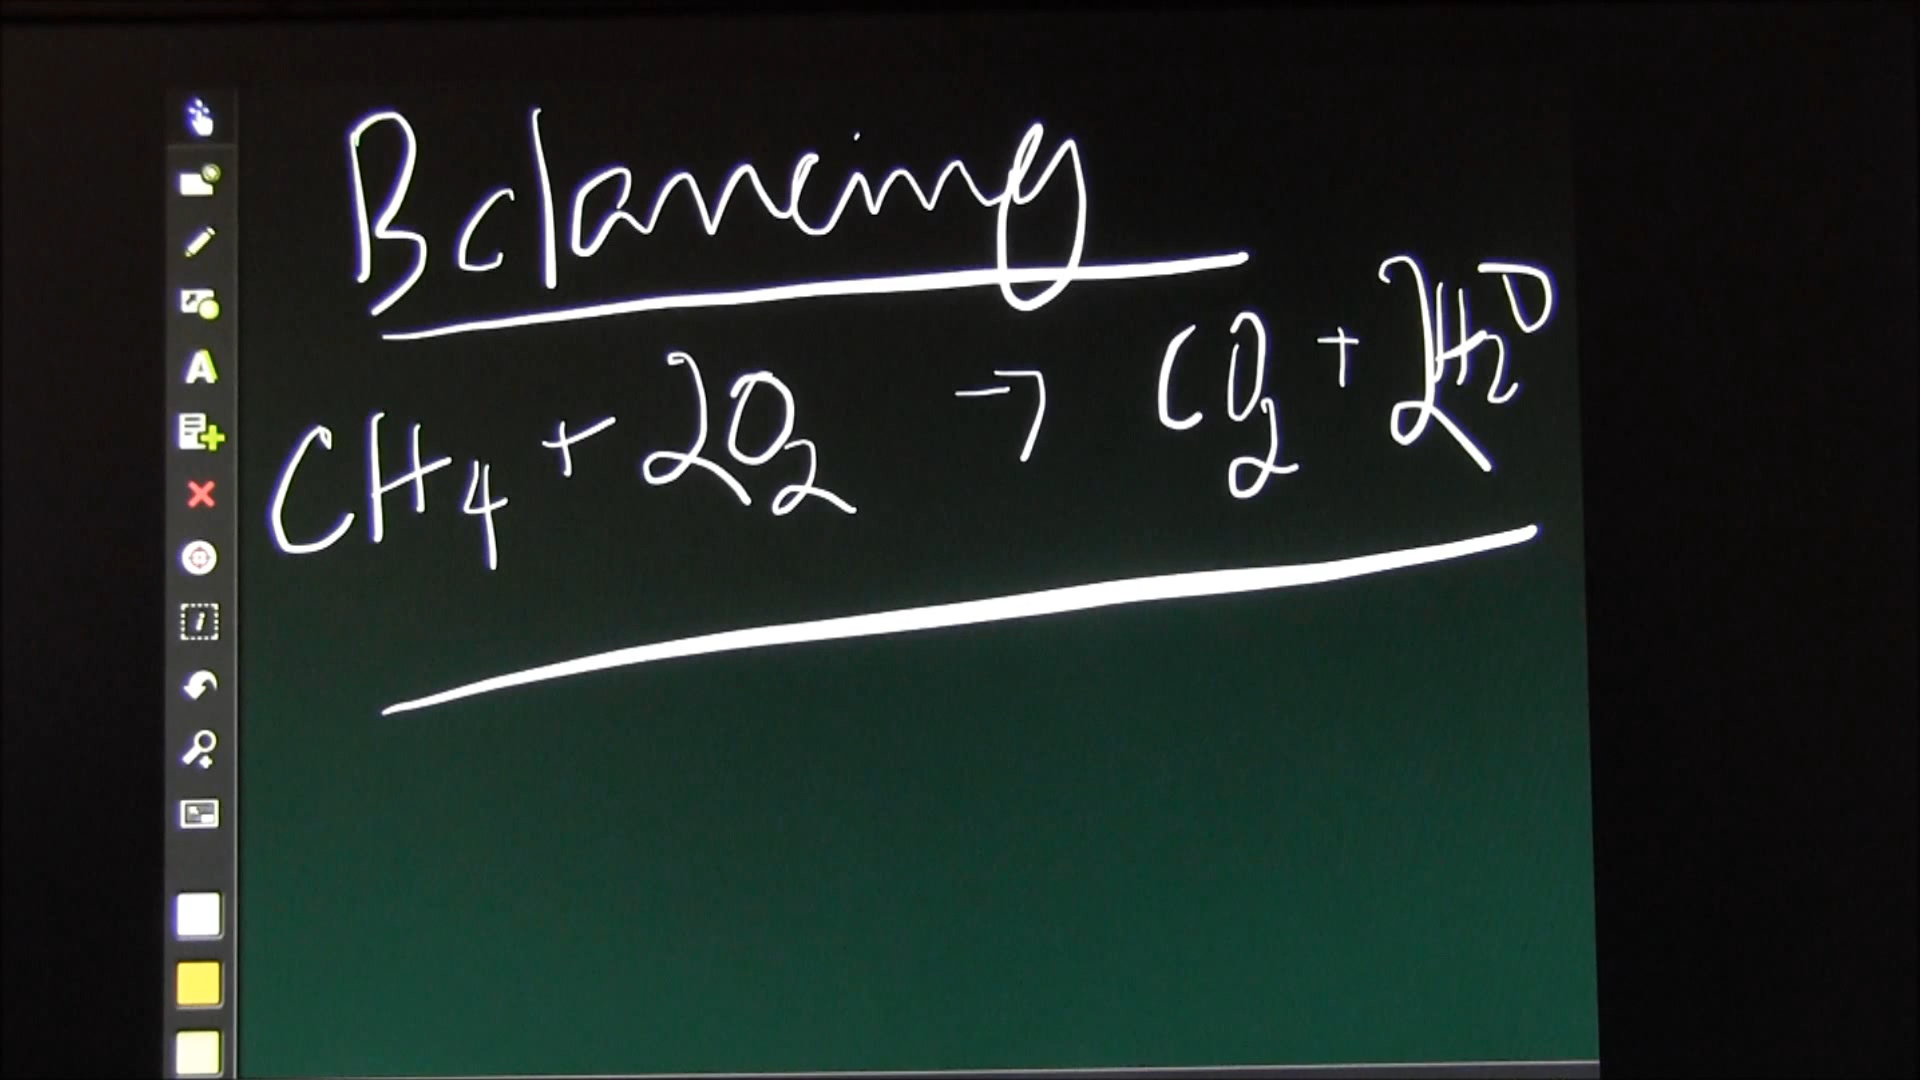 Balancing
CH₄ + 2O₂ → CO₂ + 2H₂O
A
i